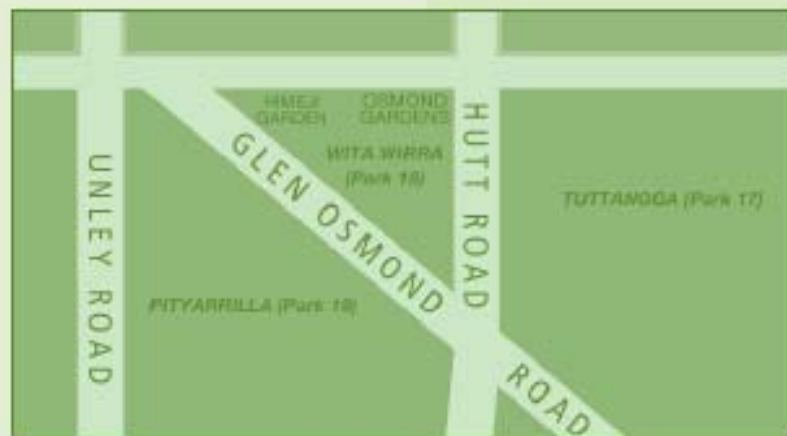 HIMEJI
GARDEN
OSMOND
GARDENS
HUTT ROAD
WITA WIRRA
(Park 18)
GLEN OSMOND ROAD
UNLEY ROAD
TUTTANGGA (Park 17)
PITYARRILLA (Park 19)